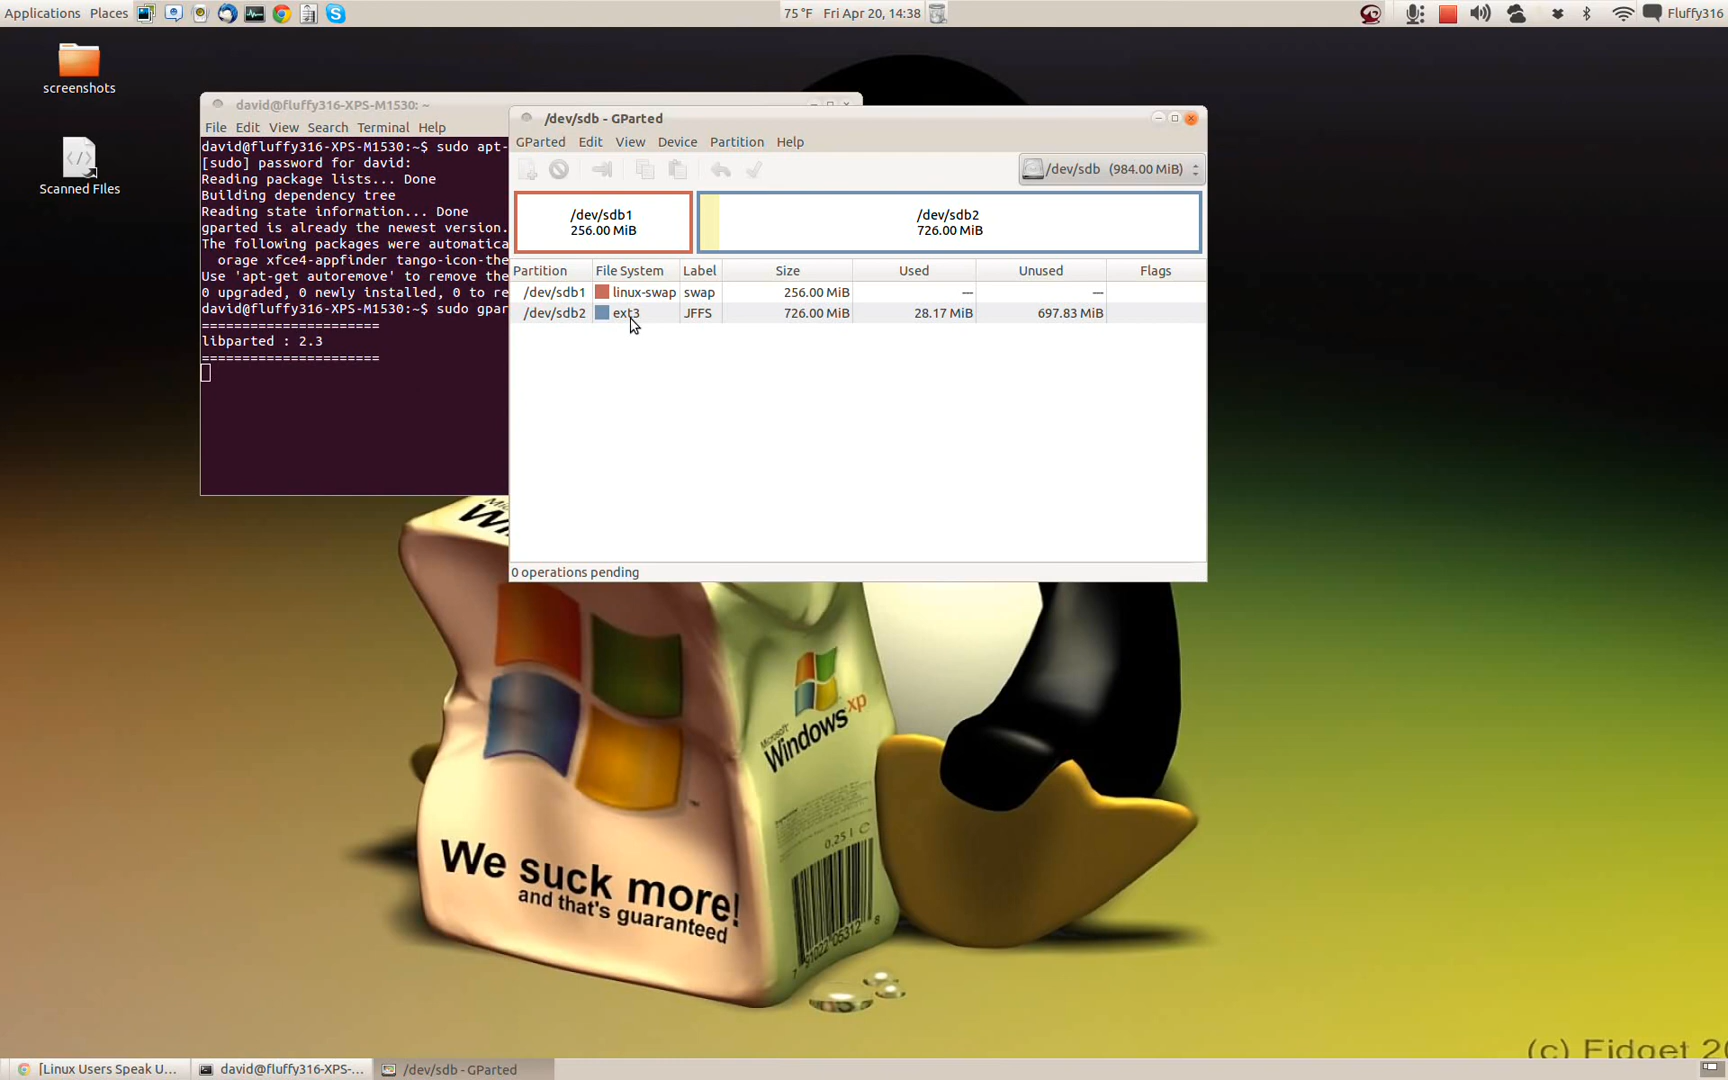 Applications Places
75 °F Fri Apr 20, 14:38
Fluffy316
screenshots
Scanned FIles
david@fluffy316-XPS-M1530: ~
File Edit View Search Terminal Help
david@fluffy316-XPS-M1530:~$ sudo apt-
[sudo] password for david:
Reading package lists... Done
Building dependency tree
Reading state information... Done
gparted is already the newest version.
The following packages were automatica
orage xfce4-appfinder tango-icon-the
Use 'apt-get autoremove' to remove the
0 upgraded, 0 newly installed, 0 to re
david@fluffy316-XPS-M1530:~$ sudo gpar
======================
libparted : 2.3
======================
/dev/sdb - GParted
GParted Edit View Device Partition Help
/dev/sdb (984.00 MiB)
/dev/sdb1
256.00 MiB
/dev/sdb2
726.00 MiB
Partition File System Label Size Used Unused Flags
/dev/sdb1 linux-swap swap 256.00 MiB — —
/dev/sdb2 ext3 JFFS 726.00 MiB 28.17 MiB 697.83 MiB
0 operations pending
Microsoft
Windows xp
0.25 l
We suck more!
and that's guaranteed
(c) Fidget 20
[Linux Users Speak U...
david@fluffy316-XPS-...
/dev/sdb - GParted